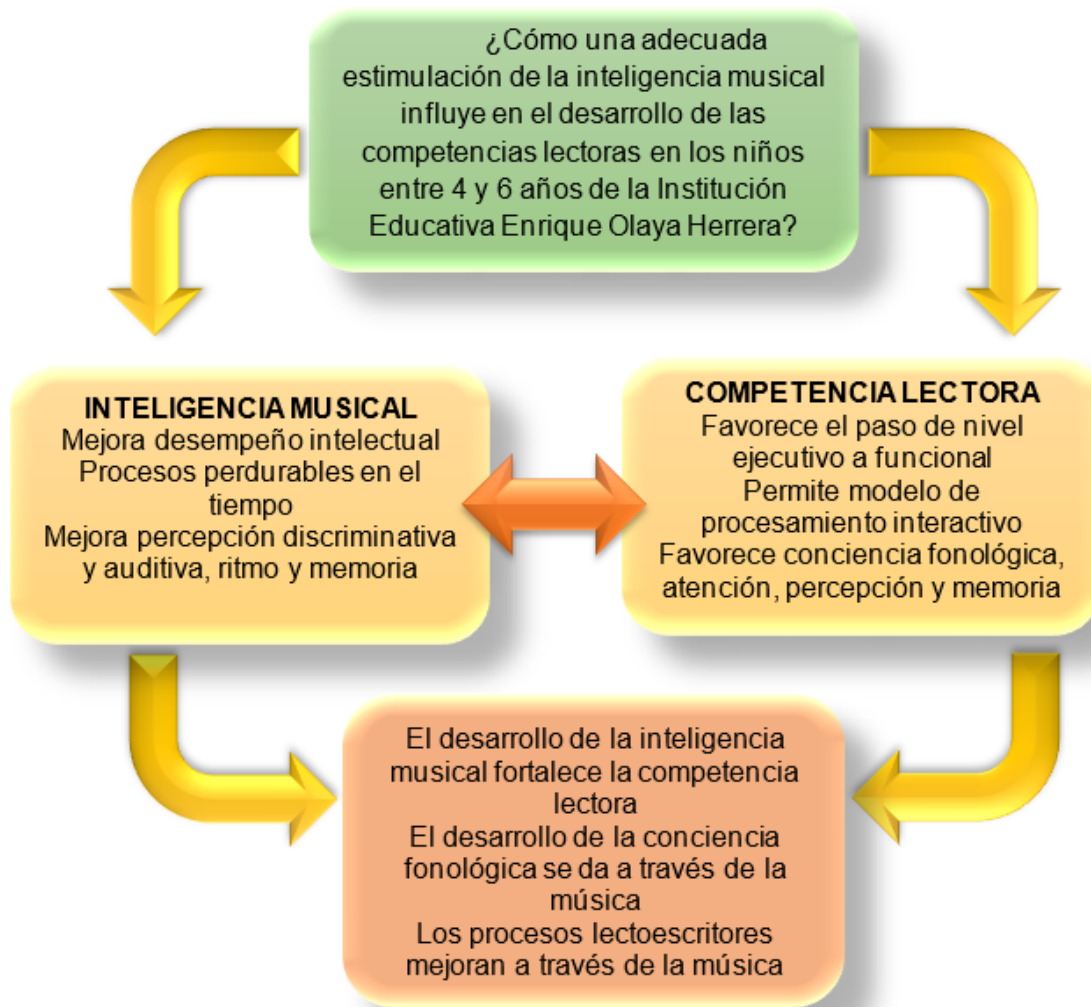 ¿Cómo una adecuada
estimulación de la inteligencia musical
influye en el desarrollo de las
competencias lectoras en los niños
entre 4 y 6 años de la Institución
Educativa Enrique Olaya Herrera?
INTELIGENCIA MUSICAL
Mejora desempeño intelectual
Procesos perdurables en el
tiempo
Mejora percepción discriminativa
y auditiva, ritmo y memoria
COMPETENCIA LECTORA
Favorece el paso de nivel
ejecutivo a funcional
Permite modelo de
procesamiento interactivo
Favorece conciencia fonológica,
atención, percepción y memoria
El desarrollo de la inteligencia
musical fortalece la competencia
lectora
El desarrollo de la conciencia
fonológica se da a través de la
música
Los procesos lectoescritores
mejoran a través de la música